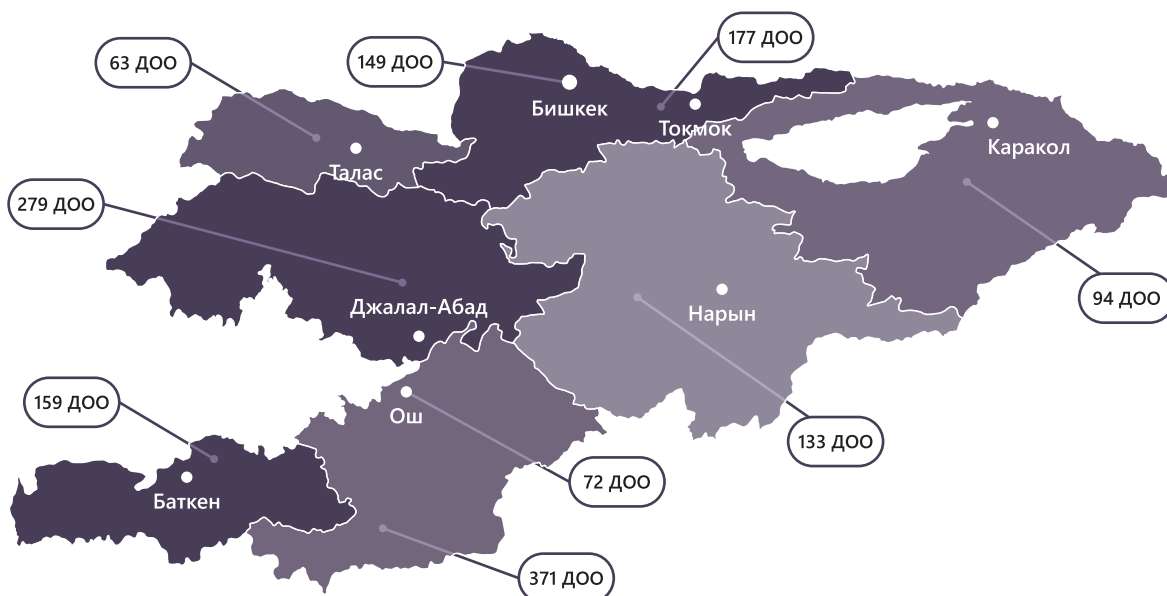 177 ДОО
63 ДОО
149 ДОО
Бишкек
Токмок
Каракол
Талас
279 ДОО
94 ДОО
Джалал-Абад
Нарын
159 ДОО
Ош
133 ДОО
72 ДОО
Баткен
371 ДОО